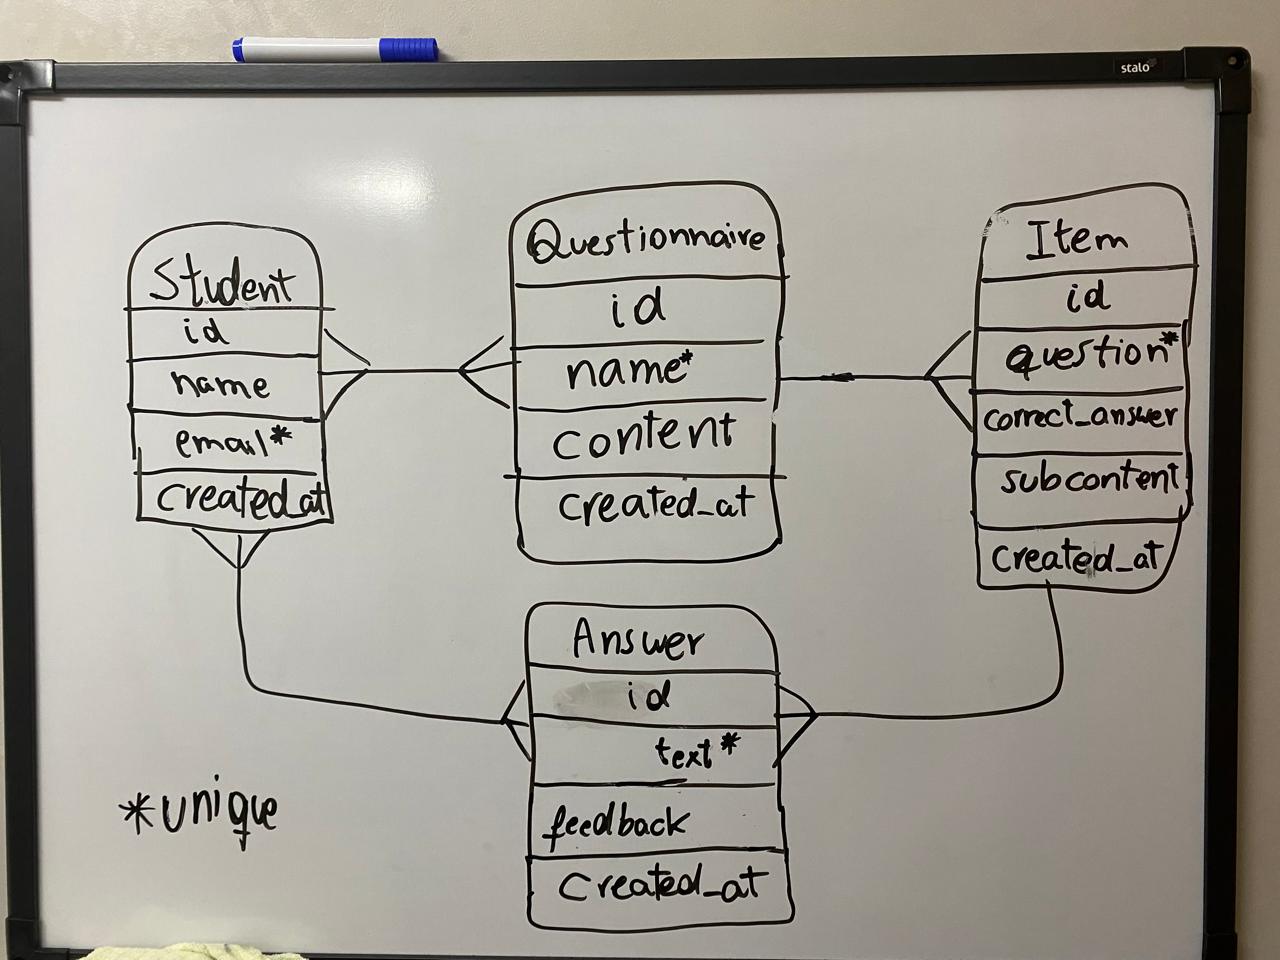 stalo
Student
id
name
email*
created_at
Questionnaire
id
name*
content
created_at
Item
id
question*
correct_answer
subcontent
created_at
Answer
id
text*
feedback
created_at
*unique